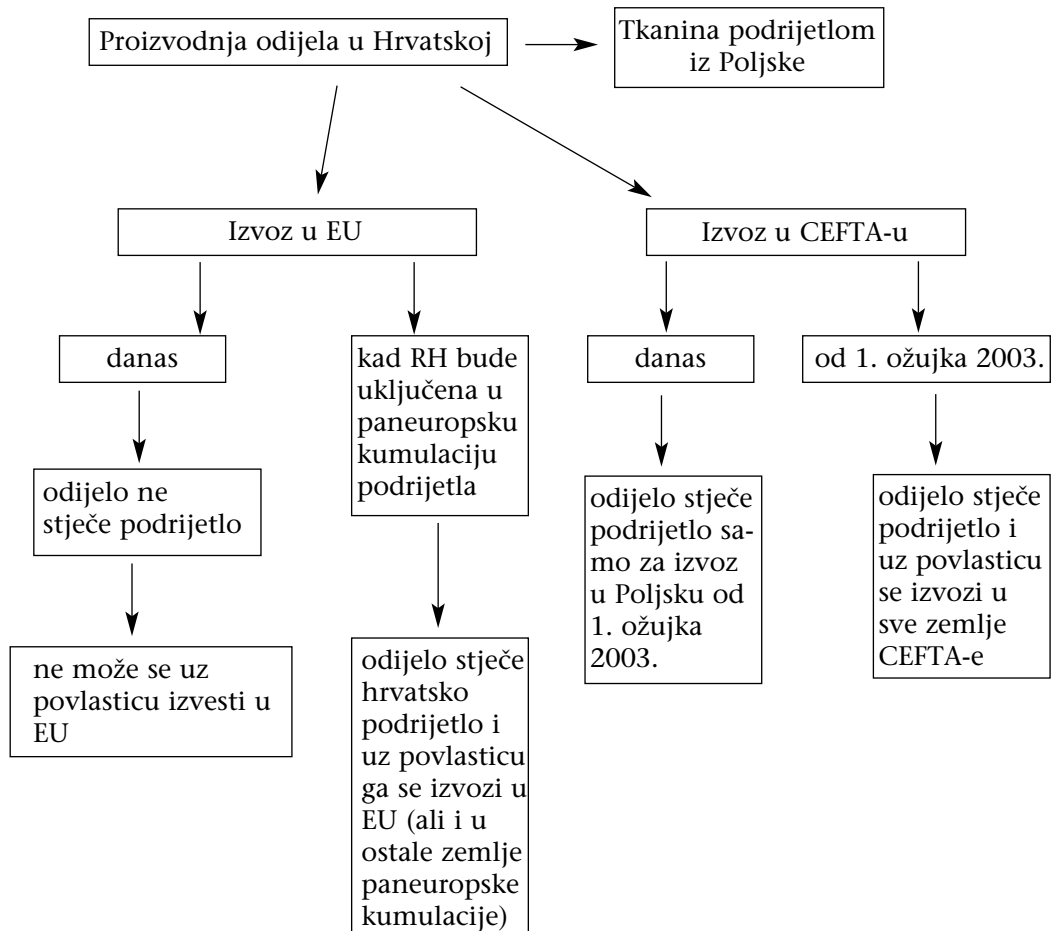 Proizvodnja odijela u Hrvatskoj
Tkanina podrijetlom
iz Poljske
Izvoz u EU
Izvoz u CEFTA-u
danas
kad RH bude
uključena u
paneuropsku
kumulaciju
podrijetla
danas
od 1. ožujka 2003.
odijelo ne
stječe podrijetlo
odijelo stječe
podrijetlo sa-
mo za izvoz
u Poljsku od
1. ožujka
2003.
odijelo stječe
podrijetlo i
uz povlasticu
se izvozi u
sve zemlje
CEFTA-e
ne može se uz
povlasticu izvesti u
EU
odijelo stječe
hrvatsko
podrijetlo i
uz povlasticu
ga se izvozi u
EU (ali i u
ostale zemlje
paneuropske
kumulacije)